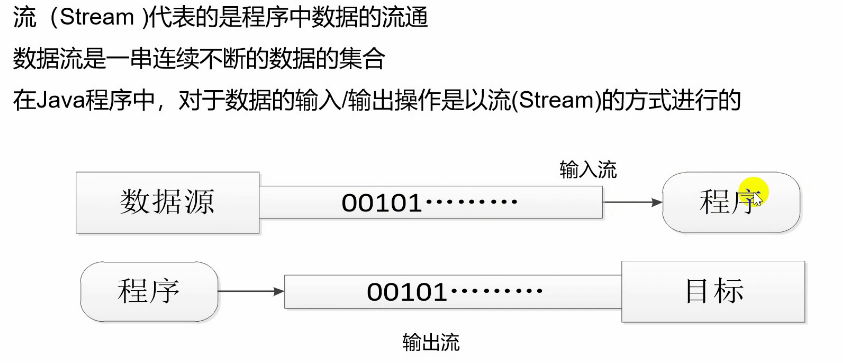 流（Stream )代表的是程序中数据的流通
数据流是一串连续不断的数据的集合
在Java程序中，对于数据的输入/输出操作是以流(Stream)的方式进行的
输入流
数据源
00101………
程序
程序
00101………
目标
输出流